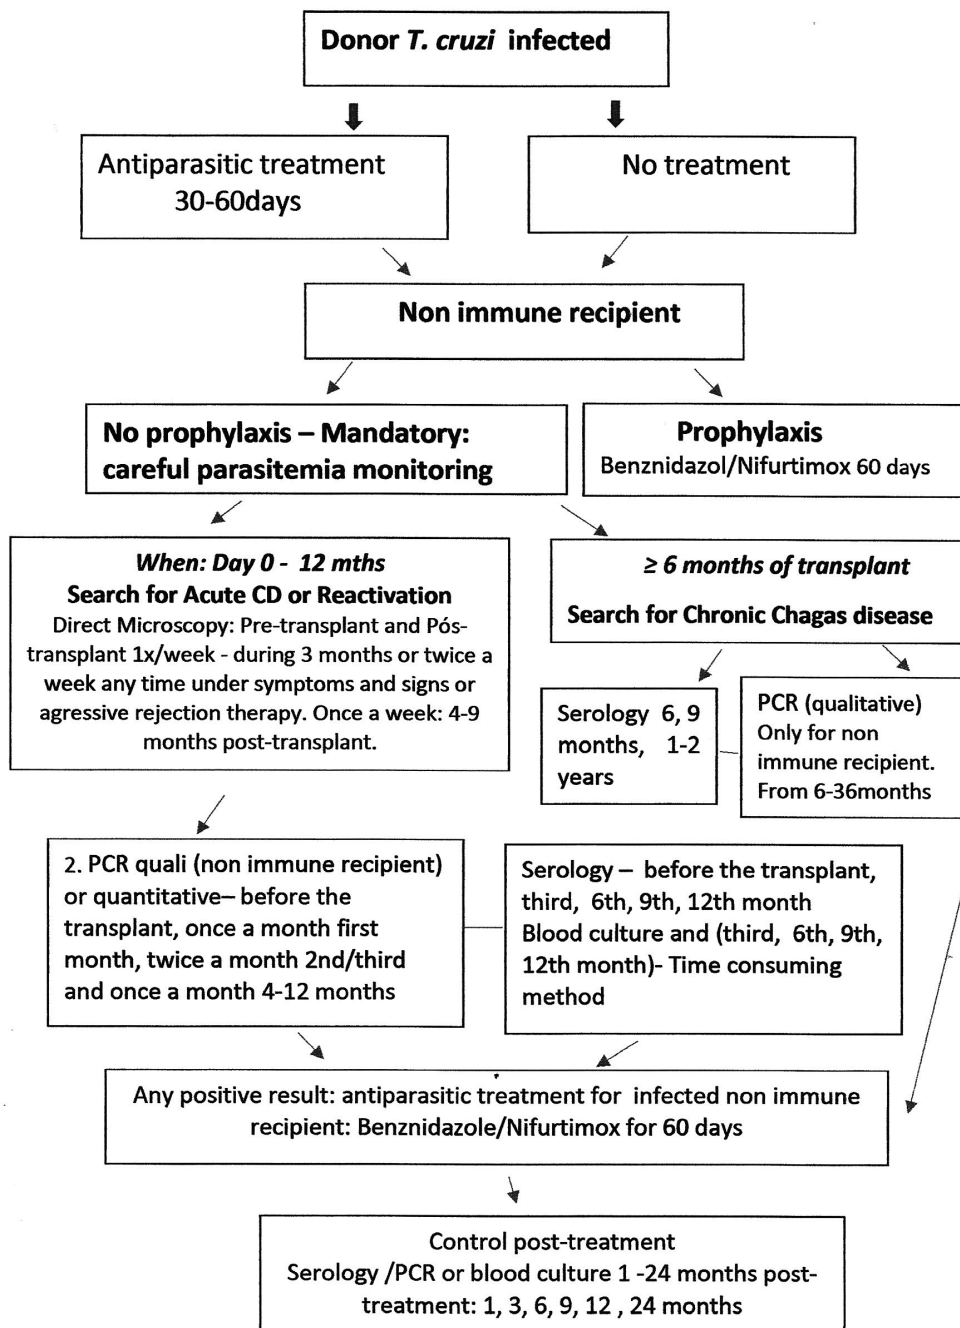 Donor T. cruzi infected
Antiparasitic treatment
30-60days
No treatment
Non immune recipient
No prophylaxis – Mandatory:
careful parasitemia monitoring
Prophylaxis
Benznidazol/Nifurtimox 60 days
When: Day 0 - 12 mths
Search for Acute CD or Reactivation
Direct Microscopy: Pre-transplant and Pós-
transplant 1x/week - during 3 months or twice a
week any time under symptoms and signs or
agressive rejection therapy. Once a week: 4-9
months post-transplant.
≥ 6 months of transplant
Search for Chronic Chagas disease
Serology 6, 9
months, 1-2
years
PCR (qualitative)
Only for non
immune recipient.
From 6-36months
2. PCR quali (non immune recipient)
or quantitative– before the
transplant, once a month first
month, twice a month 2nd/third
and once a month 4-12 months
Serology – before the transplant,
third, 6th, 9th, 12th month
Blood culture and (third, 6th, 9th,
12th month)- Time consuming
method
Any positive result: antiparasitic treatment for infected non immune
recipient: Benznidazole/Nifurtimox for 60 days
Control post-treatment
Serology /PCR or blood culture 1 -24 months post-
treatment: 1, 3, 6, 9, 12 , 24 months